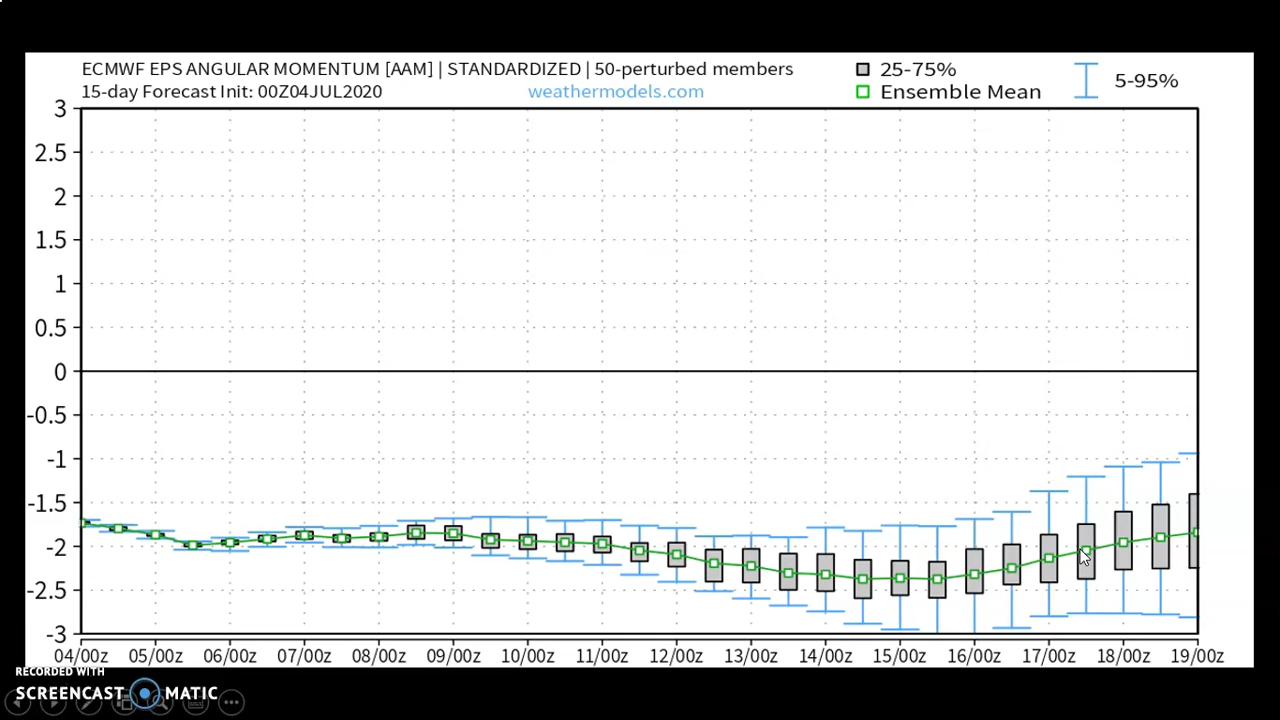 ECMWF EPS ANGULAR MOMENTUM [AAM] | STANDARDIZED | 50-perturbed members
15-day Forecast Init: 00Z04JUL2020
weathermodels.com
25-75%
Ensemble Mean
5-95%
3
2.5
2
1.5
1
0.5
0
-0.5
-1
-1.5
-2
-2.5
-3
04/00z 05/00z 06/00z 07/00z 08/00z 09/00z 10/00z 11/00z 12/00z 13/00z 14/00z 15/00z 16/00z 17/00z 18/00z 19/00z
RECORDED WITH
SCREENCAST MATIC